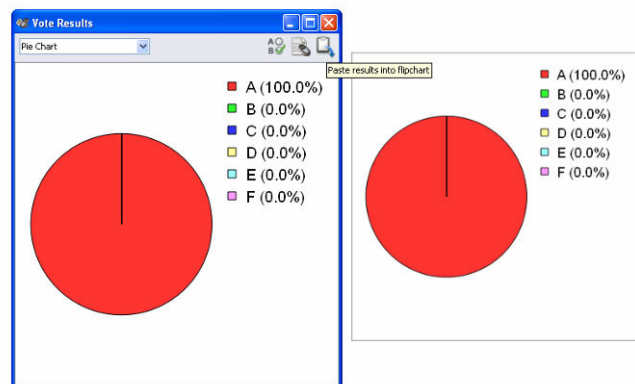 Vote Results
Pie Chart
A
B
Paste results into flipchart
A (100.0%)
B (0.0%)
C (0.0%)
D (0.0%)
E (0.0%)
F (0.0%)
A (100.0%)
B (0.0%)
C (0.0%)
D (0.0%)
E (0.0%)
F (0.0%)